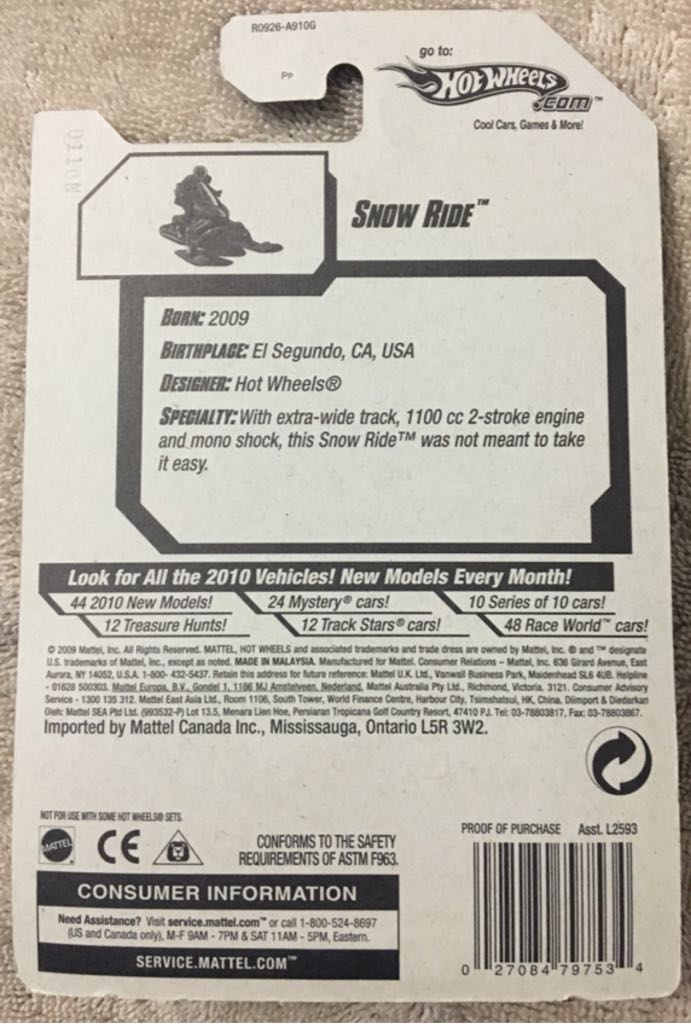 R0926-A910G
PP
go to:
HOT WHEELS
.COM™
Cool Cars, Games & More!
0110N
SNOW RIDE™
BORN: 2009
BIRTHPLACE: El Segundo, CA, USA
DESIGNER: Hot Wheels®
SPECIALTY: With extra-wide track, 1100 cc 2-stroke engine
and mono shock, this Snow Ride™ was not meant to take
it easy.
Look for All the 2010 Vehicles! New Models Every Month!
44 2010 New Models! 24 Mystery® cars! 10 Series of 10 cars!
12 Treasure Hunts! 12 Track Stars® cars! 48 Race World™ cars!
© 2009 Mattel, Inc. All Rights Reserved. MATTEL, HOT WHEELS and associated trademarks and trade dress are owned by Mattel, Inc. ® and ™ designate
U.S. trademarks of Mattel, Inc., except as noted. MADE IN MALAYSIA. Manufactured for Mattel. Consumer Relations – Mattel, Inc. 636 Girard Avenue, East
Aurora, NY 14052, U.S.A. 1-800- 432-5437. Retain this address for future reference: Mattel U.K. Ltd., Vanwall Business Park, Maidenhead SL6 4UB. Helpline
- 01628 500303. Mattel Europa, B.V., Gondel 1, 1186 MJ Amstelveen, Nederland. Mattel Australia Pty Ltd., Richmond, Victoria. 3121. Consumer Advisory
Service - 1300 135 312. Mattel East Asia Ltd., Room 1106, South Tower, World Finance Centre, Harbour City, Tsimshatsui, HK, China. Diimport & Diedarkan
Oleh: Mattel SEA Ptd Ltd. (993532-P) Lot 13.5, Menara Lien Hoe, Persiaran Tropicana Golf Country Resort, 47410 PJ. Tel: 03-78803817, Fax: 03-78803867.
Imported by Mattel Canada Inc., Mississauga, Ontario L5R 3W2.
NOT FOR USE WITH SOME HOT WHEELS® SETS.
MATTEL CE
CONFORMS TO THE SAFETY
REQUIREMENTS OF ASTM F963.
PROOF OF PURCHASE Asst. L2593
CONSUMER INFORMATION
Need Assistance? Visit service.mattel.com™ or call 1-800-524-8697
(US and Canada only), M-F 9AM - 7PM & SAT 11AM - 5PM, Eastern.
SERVICE.MATTEL.COM™
0 27084 79753 4